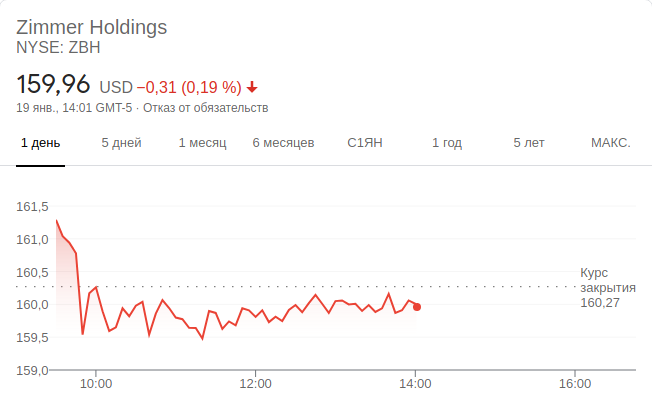 Zimmer Holdings
NYSE: ZBH
159,96 USD −0,31 (0,19 %)
19 янв., 14:01 GMT-5 · Отказ от обязательств
1 день 5 дней 1 месяц 6 месяцев С1ЯН 1 год 5 лет МАКС.
161,5
161,0
160,5
160,0
159,5
159,0
Курс
закрытия
160,27
10:00 12:00 14:00 16:00